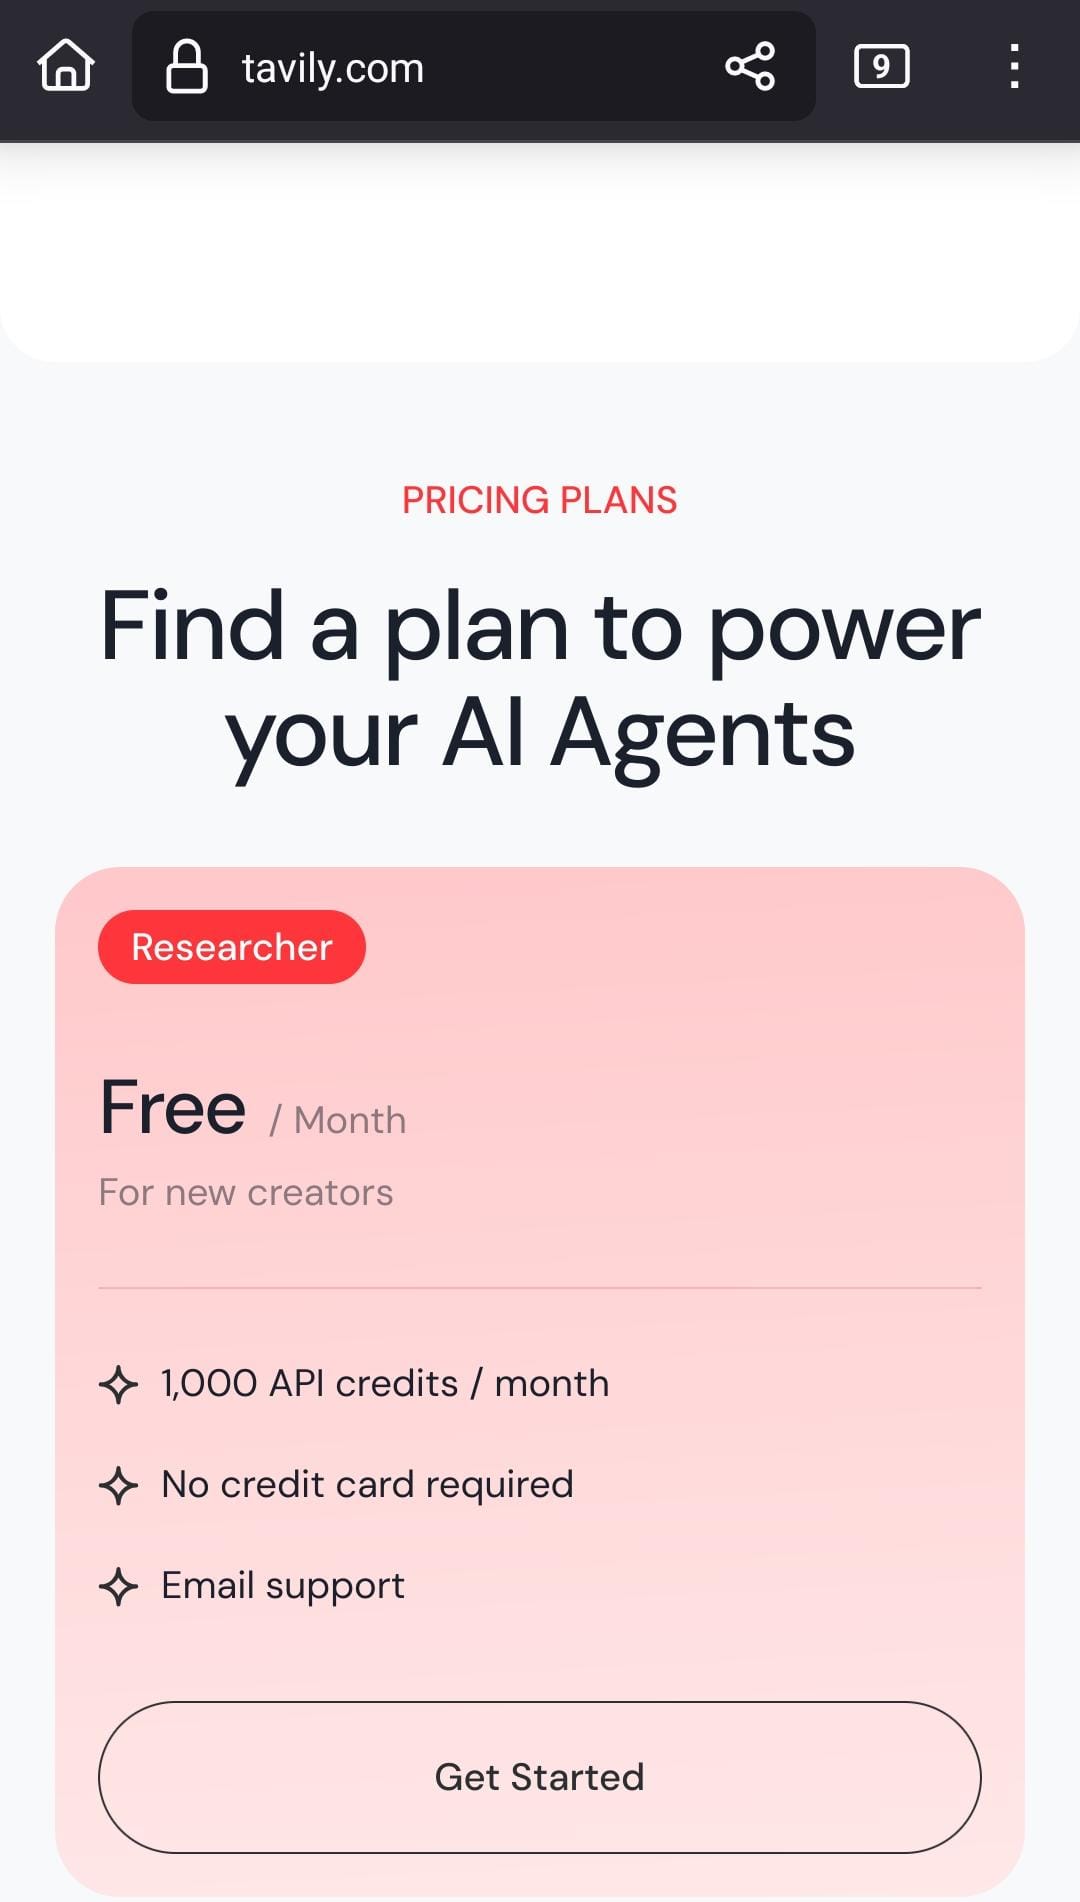 tavily.com
9
PRICING PLANS
Find a plan to power
your AI Agents
Researcher
Free / Month
For new creators
1,000 API credits / month
No credit card required
Email support
Get Started